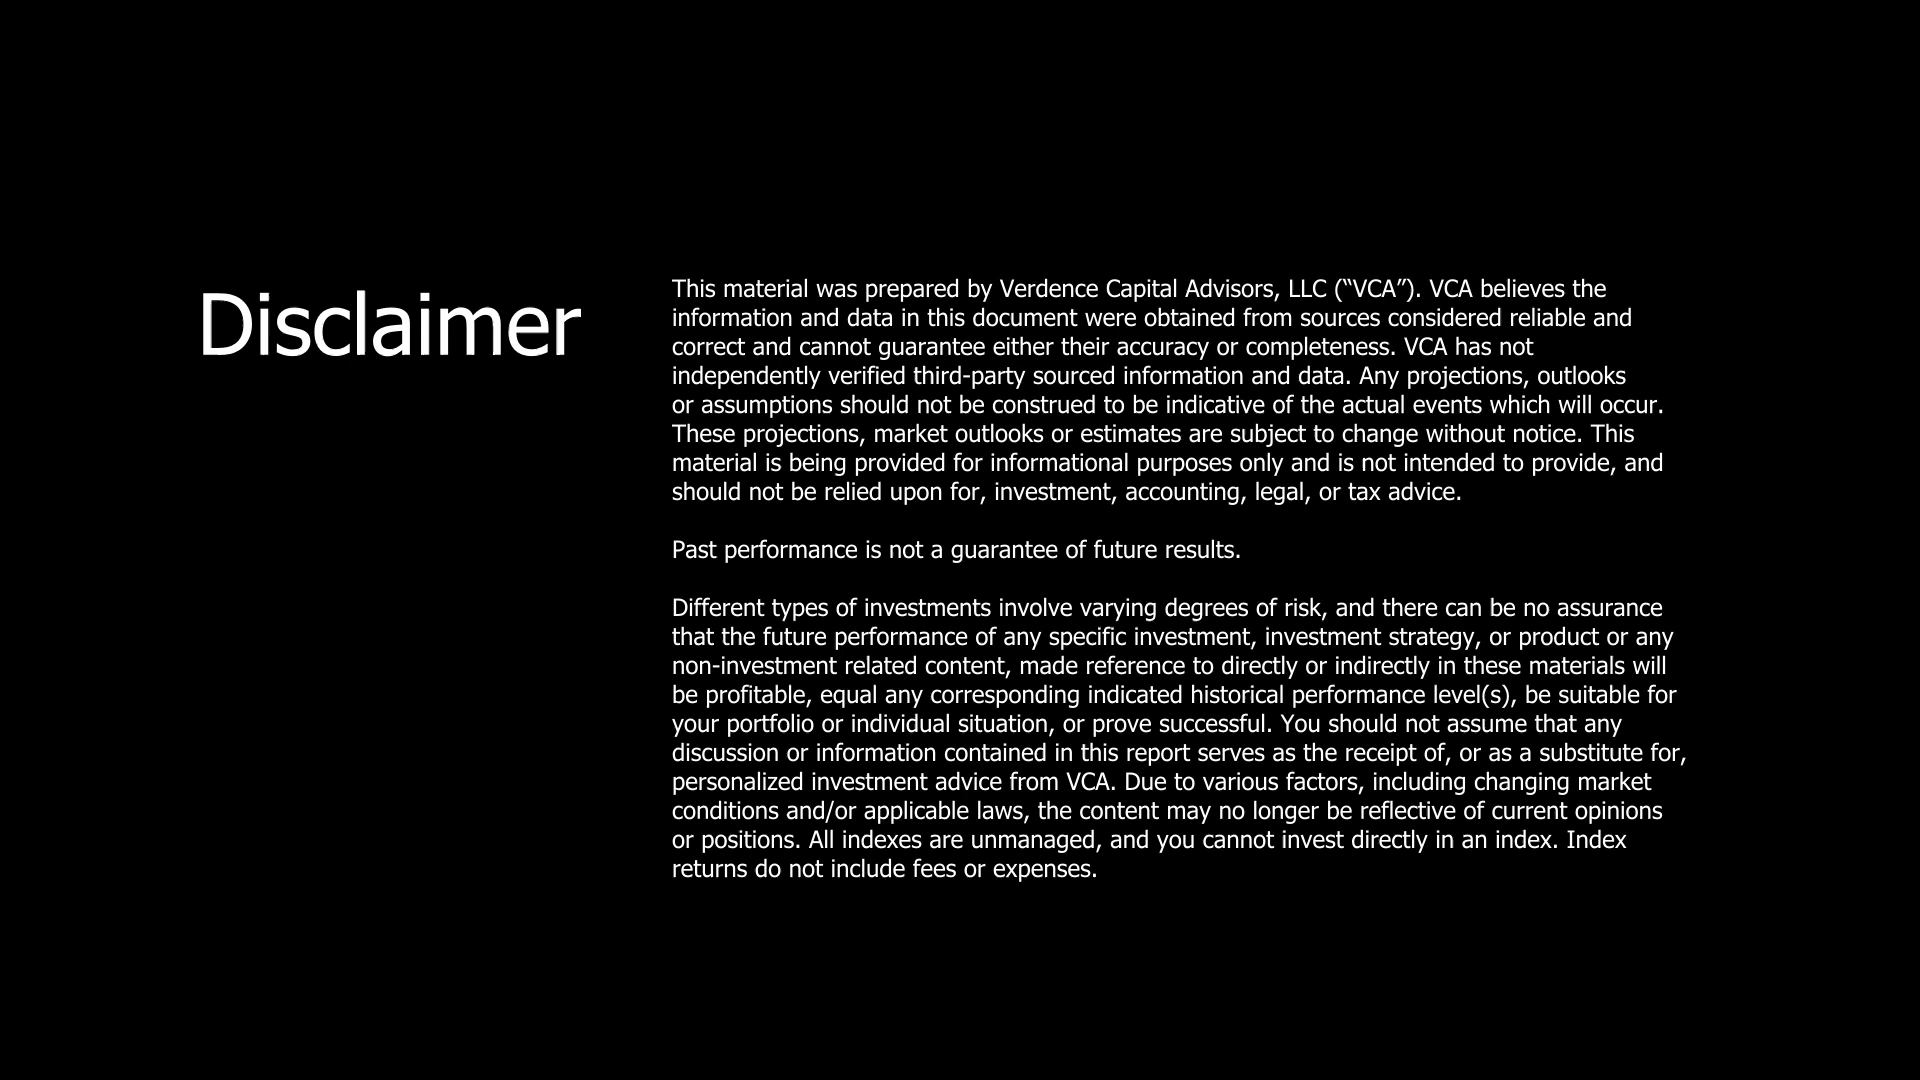 Disclaimer
This material was prepared by Verdence Capital Advisors, LLC (“VCA”). VCA believes the
information and data in this document were obtained from sources considered reliable and
correct and cannot guarantee either their accuracy or completeness. VCA has not
independently verified third-party sourced information and data. Any projections, outlooks
or assumptions should not be construed to be indicative of the actual events which will occur.
These projections, market outlooks or estimates are subject to change without notice. This
material is being provided for informational purposes only and is not intended to provide, and
should not be relied upon for, investment, accounting, legal, or tax advice.
Past performance is not a guarantee of future results.
Different types of investments involve varying degrees of risk, and there can be no assurance
that the future performance of any specific investment, investment strategy, or product or any
non-investment related content, made reference to directly or indirectly in these materials will
be profitable, equal any corresponding indicated historical performance level(s), be suitable for
your portfolio or individual situation, or prove successful. You should not assume that any
discussion or information contained in this report serves as the receipt of, or as a substitute for,
personalized investment advice from VCA. Due to various factors, including changing market
conditions and/or applicable laws, the content may no longer be reflective of current opinions
or positions. All indexes are unmanaged, and you cannot invest directly in an index. Index
returns do not include fees or expenses.